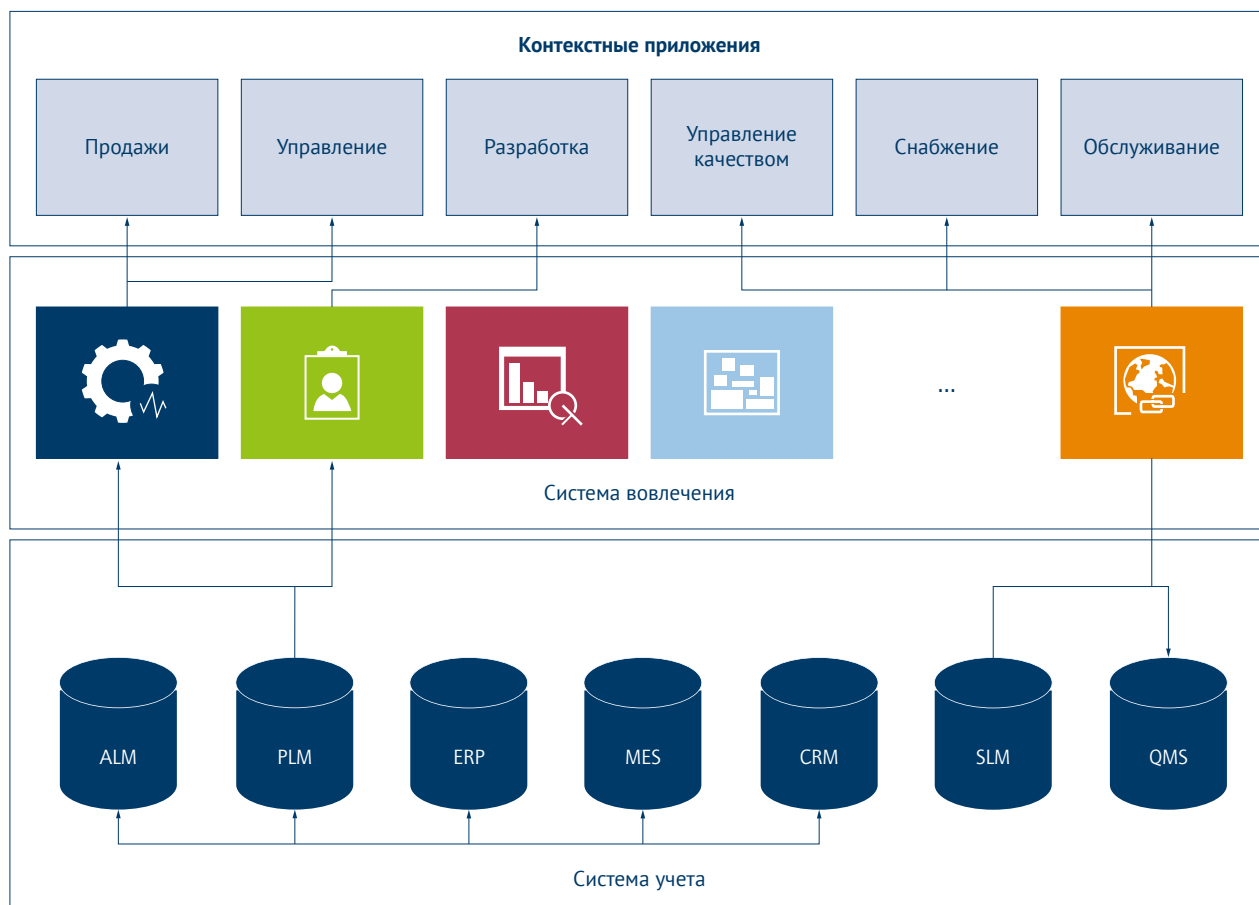 Контекстные приложения
Продажи
Управление
Разработка
Управление
качеством
Снабжение
Обслуживание
...
Система вовлечения
ALM
PLM
ERP
MES
CRM
SLM
QMS
Система учета